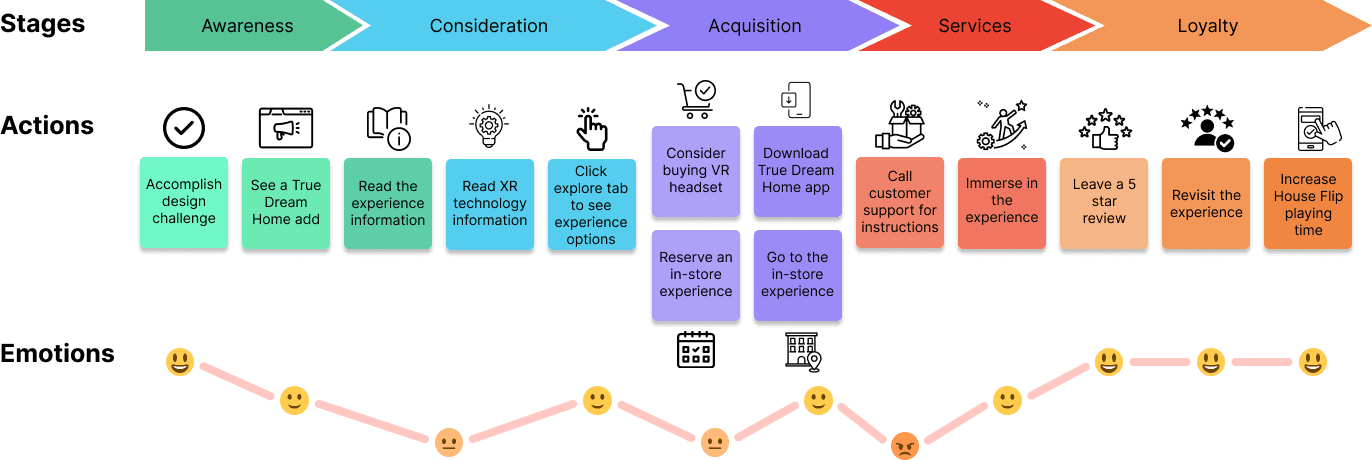 Stages
Awareness
Consideration
Acquisition
Services
Loyalty
Actions
Accomplish
design
challenge
See a True
Dream
Home add
Read the
experience
information
Read XR
technology
information
Click
explore tab
to see
experience
options
Consider
buying VR
headset
Download
True Dream
Home app
Reserve an
in-store
experience
Go to the
in-store
experience
Call
customer
support for
instructions
Immerse in
the
experience
Leave a 5
star
review
Revisit the
experience
Increase
House Flip
playing
time
Emotions